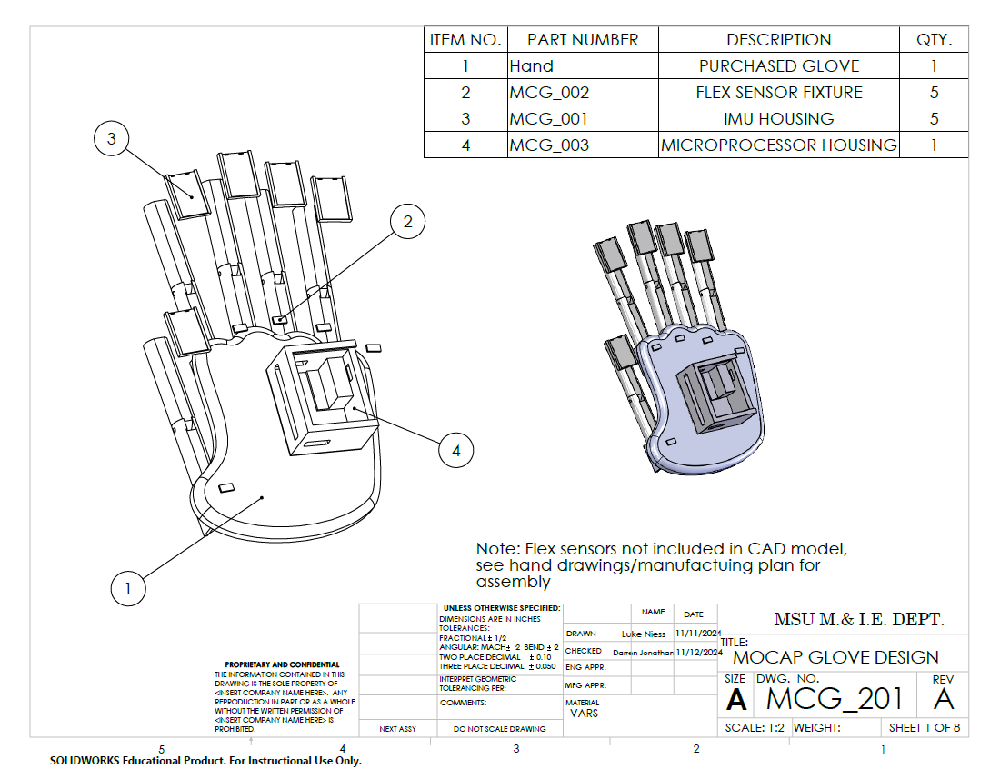 ITEM NO. PART NUMBER DESCRIPTION QTY.
1 Hand PURCHASED GLOVE 1
2 MCG_002 FLEX SENSOR FIXTURE 5
3 MCG_001 IMU HOUSING 5
4 MCG_003 MICROPROCESSOR HOUSING 1
3
2
4
1
Note: Flex sensors not included in CAD model,
see hand drawings/manufactuing plan for
assembly
PROPRIETARY AND CONFIDENTIAL
THE INFORMATION CONTAINED IN THIS
DRAWING IS THE SOLE PROPERTY OF
<INSERT COMPANY NAME HERE>. ANY
REPRODUCTION IN PART OR AS A WHOLE
WITHOUT THE WRITTEN PERMISSION OF
<INSERT COMPANY NAME HERE> IS
PROHIBITED.
NEXT ASSY
UNLESS OTHERWISE SPECIFIED:
DIMENSIONS ARE IN INCHES
TOLERANCES:
FRACTIONAL± 1/2
ANGULAR: MACH± 2 BEND ± 2
TWO PLACE DECIMAL ± 0.10
THREE PLACE DECIMAL ± 0.050
INTERPRET GEOMETRIC
TOLERANCING PER:
COMMENTS:
DO NOT SCALE DRAWING
NAME DATE
DRAWN Luke Niess 11/11/2024
CHECKED Darren Jonathan 11/12/2024
ENG APPR.
MFG APPR.
MATERIAL
VARS
MSU M.& I.E. DEPT.
TITLE:
MOCAP GLOVE DESIGN
SIZE DWG. NO. REV
A MCG_201 A
SCALE: 1:2 WEIGHT: SHEET 1 OF 8
5 4 3 2 1
SOLIDWORKS Educational Product. For Instructional Use Only.